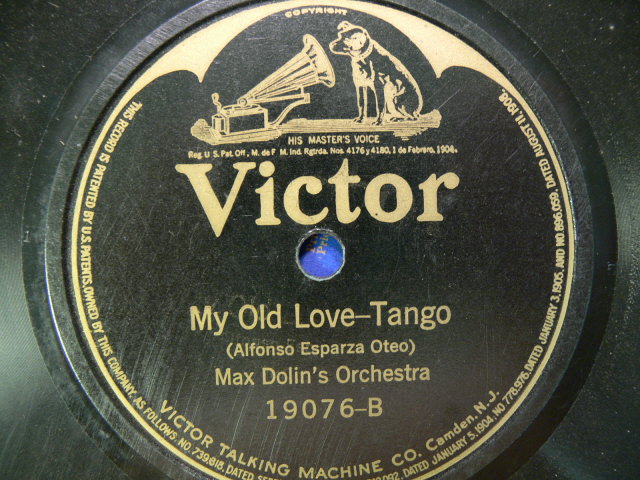 COPYRIGHT
HIS MASTER'S VOICE
Reg. U.S. Pat. Off., M. de F. M. Ind. Rgtrda. Nos. 4176 y 4180, 1 de Febrero, 1904.
Victor
My Old Love–Tango
(Alfonso Esparza Oteo)
Max Dolin's Orchestra
19076–B
VICTOR TALKING MACHINE CO. Camden, N.J.
THIS RECORD IS PATENTED BY U.S. PATENTS, OWNED BY THIS COMPANY, AS FOLLOWS: NO. 739,318, DATED
092, DATED JANUARY 5, 1904, NO. 778,976, DATED JANUARY 3, 1905, AND NO. 896,059, DATED AUGUST 11, 1908.